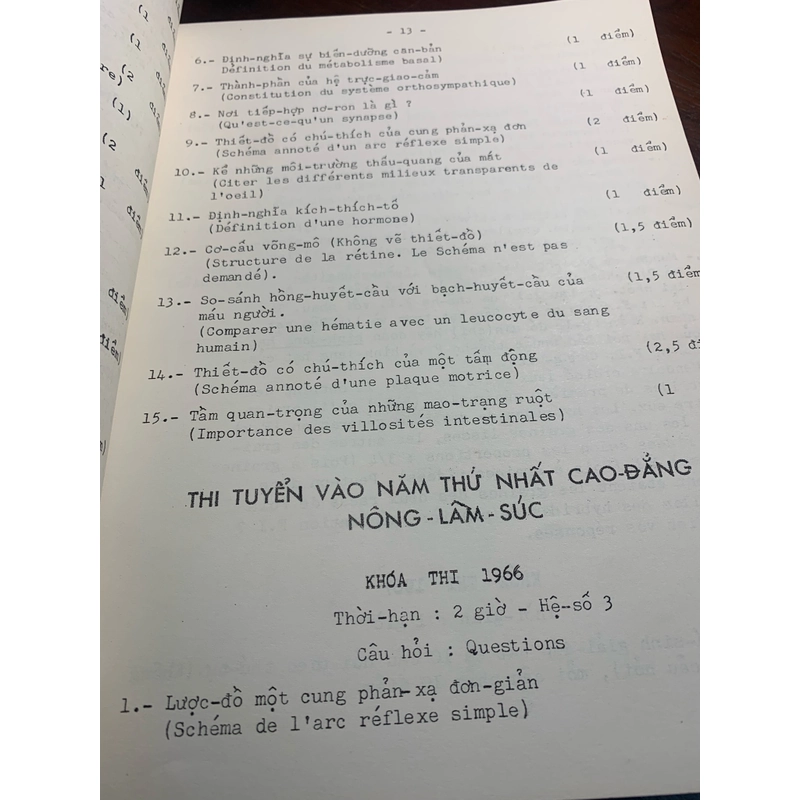 - 13 -
6.- Định-nghĩa sự biến-dưỡng căn-bản (1 điểm)
Définition du métabolisme basal)
7.- Thành-phần của hệ trực-giao-cảm (1 điểm)
(Constitution du système orthosympathique)
8.- Nơi tiếp-hợp nơ-ron là gì ? (1 điểm)
(Qu'est-ce-qu'un synapse)
9.- Thiết-đồ có chú-thích của cung phản-xạ đơn (2 điểm)
(Schéma annoté d'un arc réflexe simple)
10.- Kể những môi-trường thấu-quang của mắt (1 điểm)
(Citer les différents milieux transparents de
l'oeil)
11.- Định-nghĩa kích-thích-tố (1 điểm)
(Définition d'une hormone)
12.- Cơ-cấu võng-mô (Không vẽ thiết-đồ) (1,5 điểm)
(Structure de la rétine. Le Schéma n'est pas
demandé).
13.- So-sánh hồng-huyết-cầu với bạch-huyết-cầu của (1,5 điểm
máu người.
(Comparer une hématie avec un leucocyte du sang
humain)
14.- Thiết-đồ có chú-thích của một tấm động (2,5 đi
(Schéma annoté d'une plaque motrice)
15.- Tầm quan-trọng của những mao-trạng ruột (1
(Importance des villosités intestinales)
THI TUYỂN VÀO NĂM THỨ NHẤT CAO-ĐẲNG
NÔNG - LÂM - SÚC
KHÓA THI 1966
Thời-hạn : 2 giờ - Hệ-số 3
Câu hỏi : Questions
1.- Lược-đồ một cung phản-xạ đơn-giản
(Schéma de l'arc réflexe simple)